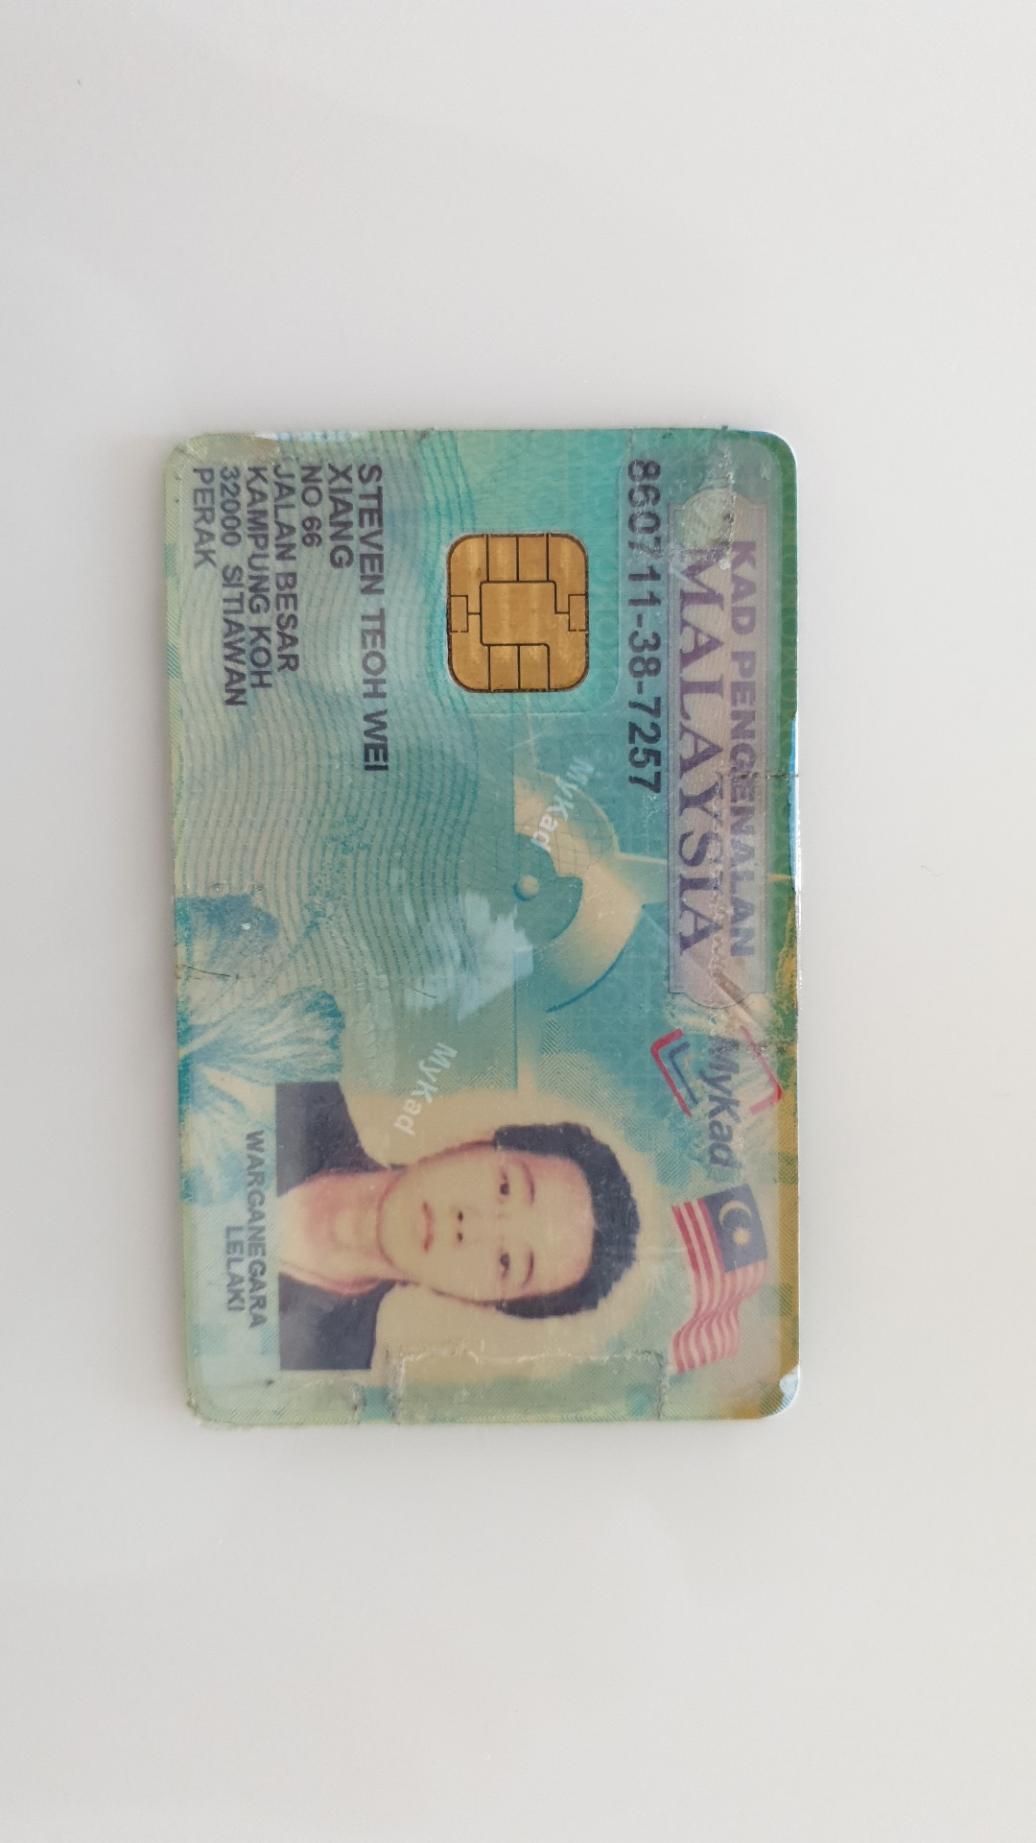 KAD PENGENALAN
MALAYSIA
MyKad
860711-38-7257
MyKad
MyKad
STEVEN TEOH WEI
XIANG
NO 66
JALAN BESAR
KAMPUNG KOH
32000 SITIAWAN
PERAK
WARGANEGARA
LELAKI